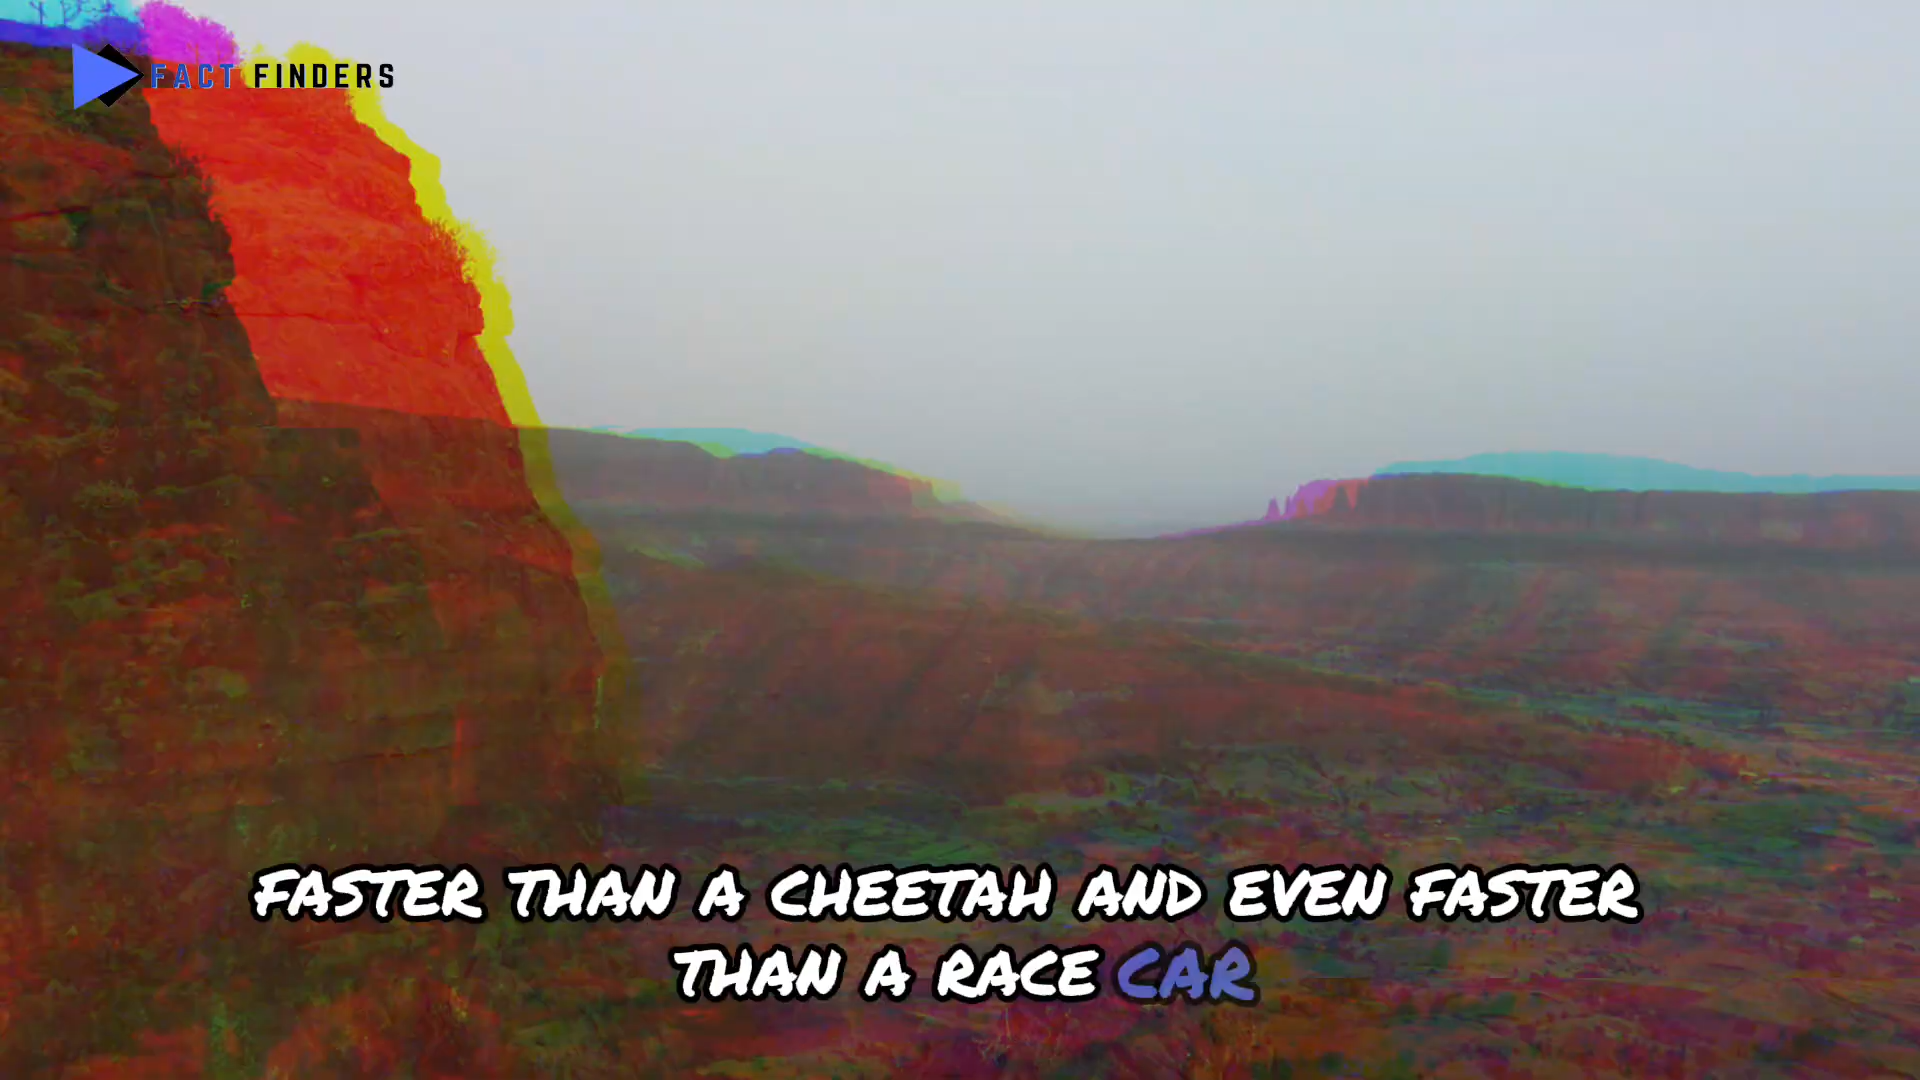 FACT FINDERS
FASTER THAN A CHEETAH AND EVEN FASTER
THAN A RACE CAR